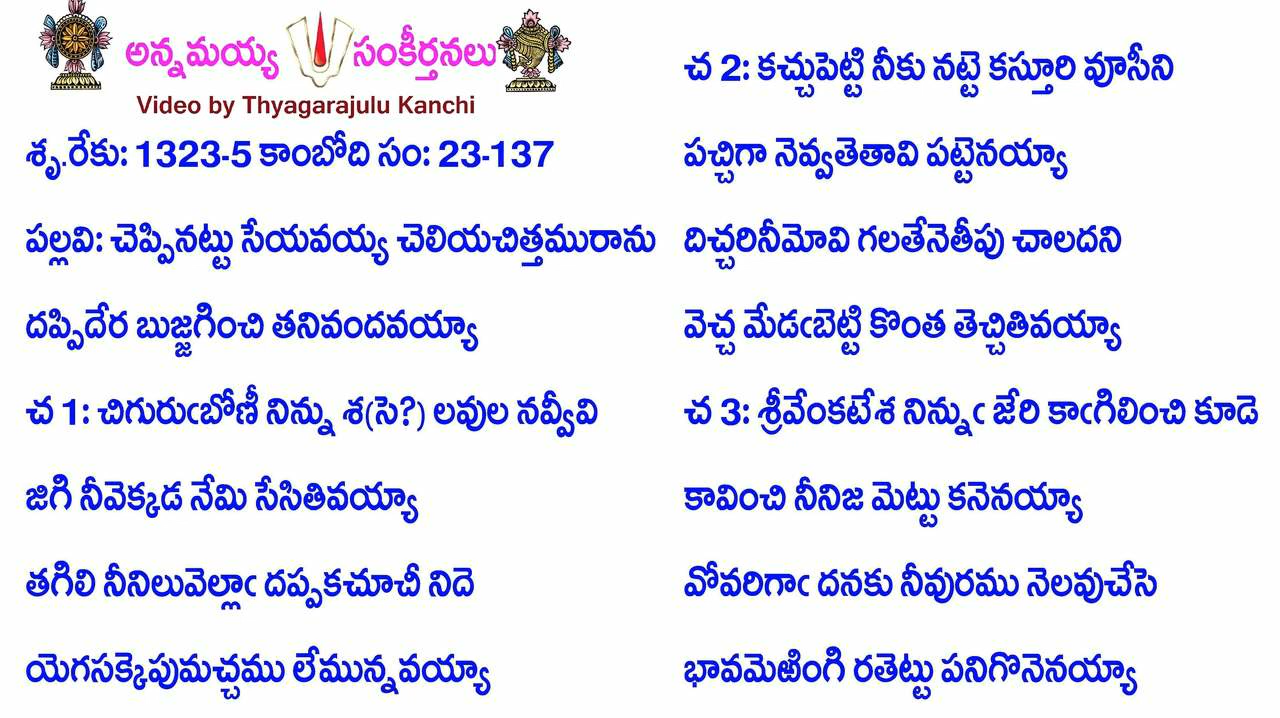 అన్నమయ్య సంకీర్తనలు
Video by Thyagarajulu Kanchi
శృ.రేకు: 1323-5 కాంబోది సం: 23-137
పల్లవి: చెప్పినట్టు సేయవయ్య చెలియచిత్తమురాను
దప్పిదేర బుజ్జగించి తనివందవయ్యా
చ 1: చిగురుఁబోణీ నిన్ను శ(సె?) లవుల నవ్వీవి
జిగి నీవెక్కడ నేమి సేసితివయ్యా
తగిలి నీనిలువెల్లాఁ దప్పకచూచీ నిదె
యెగసక్కెపుమచ్చము లేమున్నవయ్యా
చ 2: కచ్చుపెట్టి నీకు నట్టె కస్తూరి వూసీని
పచ్చిగా నెవ్వతెతావి పట్టెనయ్యా
దిచ్చరినీమోవి గలతేనెతీపు చాలదని
వెచ్చ మేడఁబెట్టి కొంత తెచ్చితివయ్యా
చ 3: శ్రీవేంకటేశ నిన్నుఁ జేరి కాఁగిలించి కూడె
కావించి నీనిజ మెట్టు కనెనయ్యా
వోవరిగాఁ దనకు నీవురము నెలవుచేసె
భావమెఱింగి రతెట్టు పనిగొనెనయ్యా